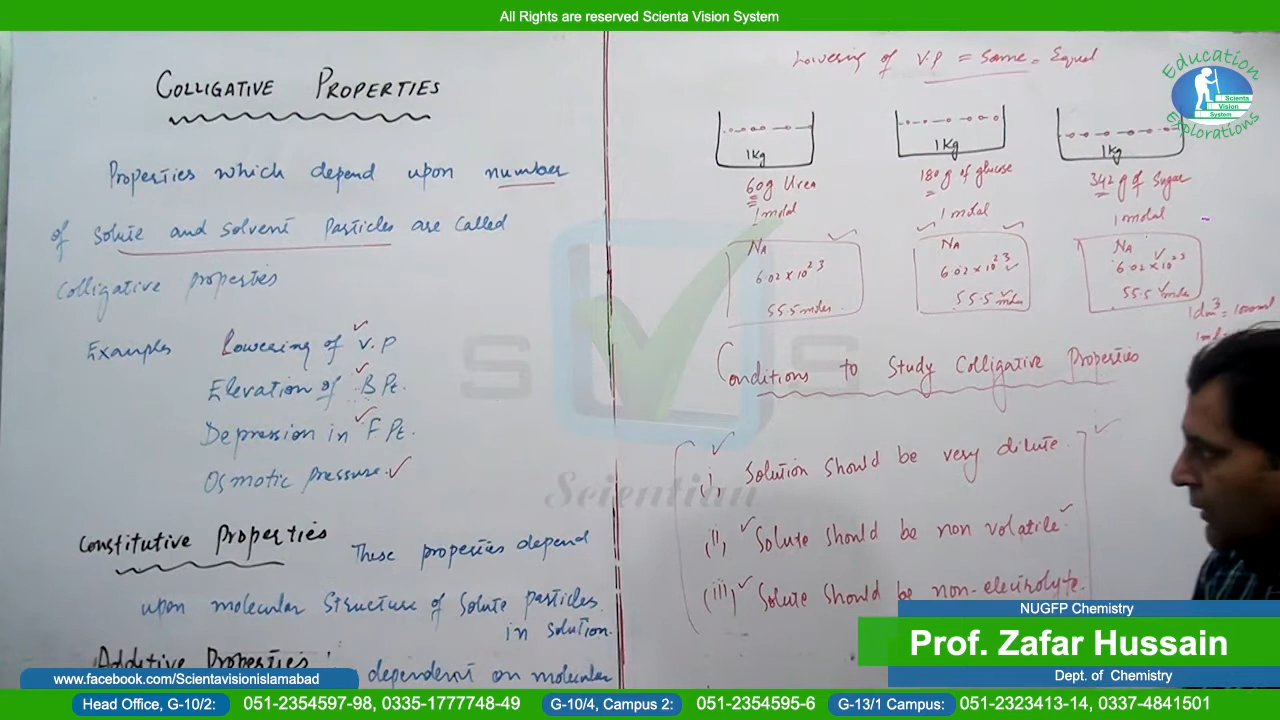 All Rights are reserved Scienta Vision System
COLLIGATIVE PROPERTIES
Properties which depend upon number
of solute and solvent Particles are called
Colligative properties
Examples Lowering of V.P
Elevation of B Pt.
Depression in F Pt.
Osmotic pressure.
Constitutive Properties These properties depend
upon molecular structure of solute particles.
in solution.
Additive Properties: dependent on molecular
Lowering of V.P = Same = Equal
1Kg 1Kg 1Kg
60g Urea 180 g of glucose 342 g of Sugar
1 molal 1 molal 1 molal
NA NA NA
6.02 x 10^23 6.02 x 10^23 6.02 x 10^23
55.5 moles 55.5 moles 55.5 moles
1dm³ =
Conditions to Study Colligative Properties
(i) Solution should be very dilute.
(ii) Solute should be non volatile
(iii) Solute should be non-electrolyte.
Education
Scienta
Vision
System
Explorations
S V S
Scientian
NUGFP Chemistry
Prof. Zafar Hussain
Dept. of Chemistry
www.facebook.com/Scientavisionislamabad
Head Office, G-10/2: 051-2354597-98, 0335-1777748-49 G-10/4, Campus 2: 051-2354595-6 G-13/1 Campus: 051-2323413-14, 0337-4841501